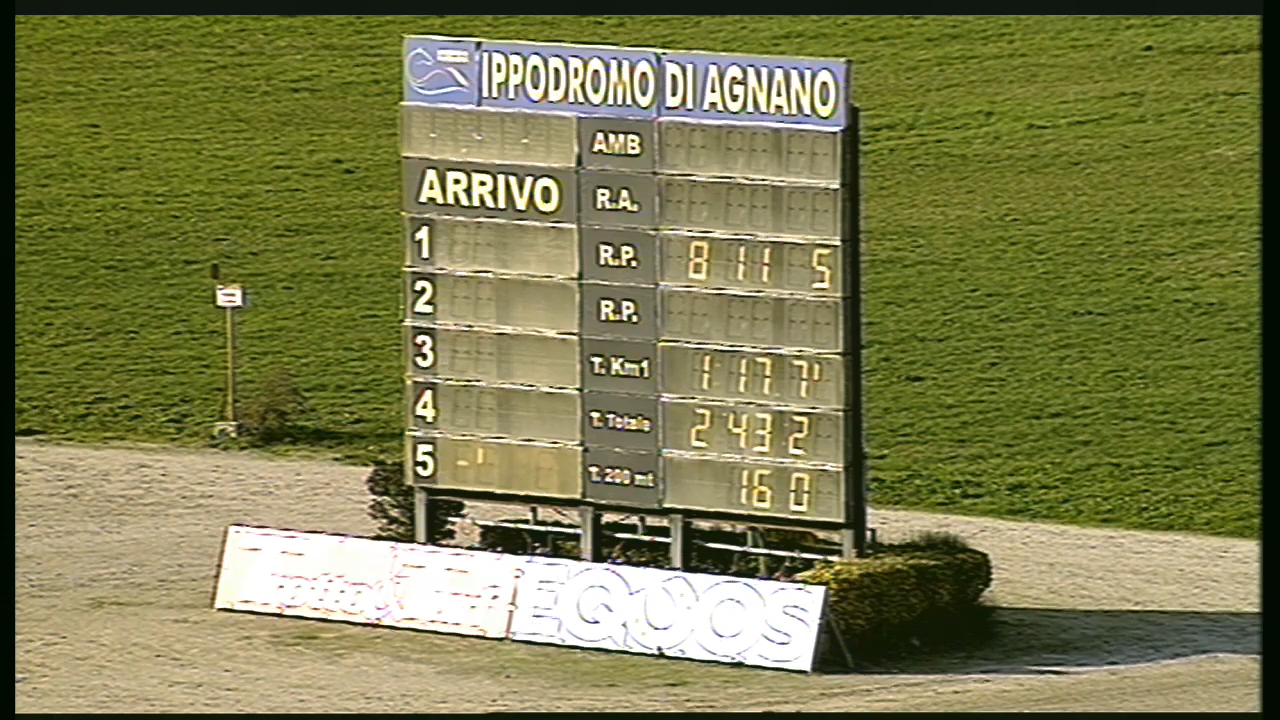 IPPODROMO DI AGNANO
AMB
ARRIVO R.A.
1 R.P. 8 11 5
2 R.P.
3 T. Km1 1 17 7'
4 T. Totale 2'43 2
5 T. 200 mt 16 0
EQUOS